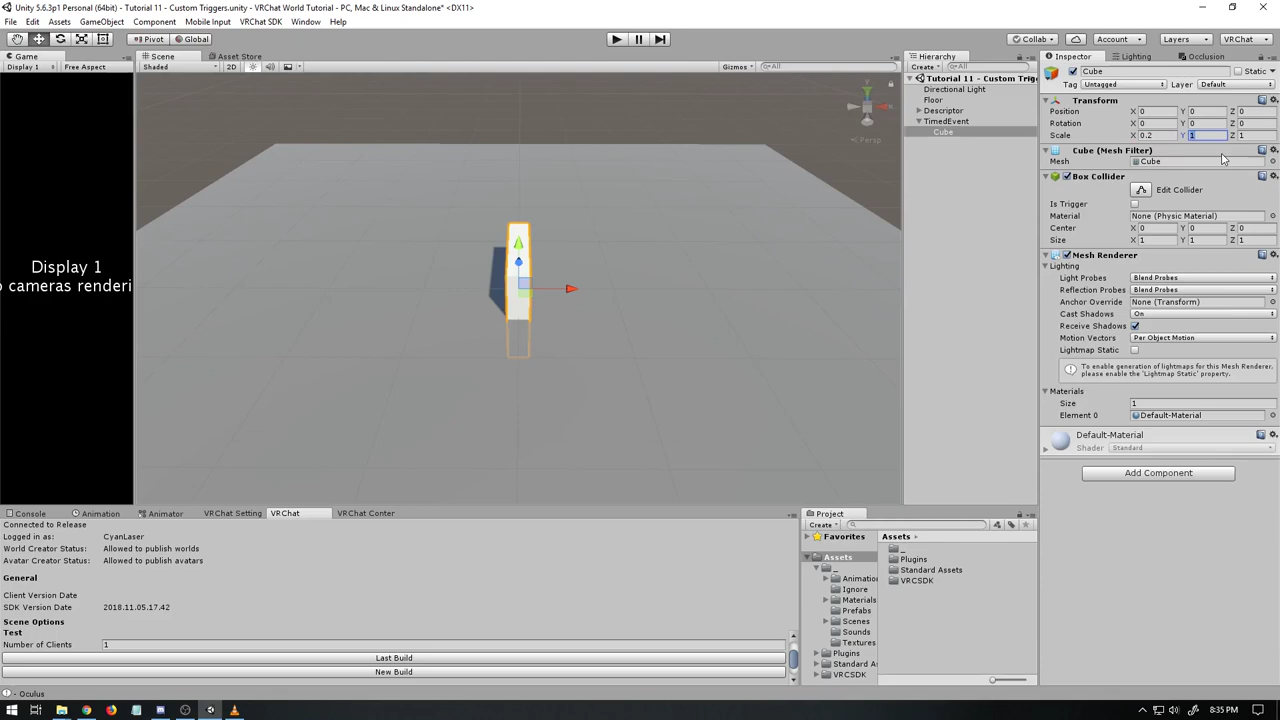 Unity 5.6.3p1 Personal (64bit) - Tutorial 11 - Custom Triggers.unity - VRChat World Tutorial - PC, Mac & Linux Standalone* <DX11>
File Edit Assets GameObject Component Mobile Input VRChat SDK Window Help
Pivot Global Collab Account Layers VRChat
Game Scene Asset Store Hierarchy Inspector Lighting Occlusion
Display 1 Free Aspect Shaded 2D Gizmos All Create All
Cube Static
Tag Untagged Layer Default
Tutorial 11 - Custom Trigg
Directional Light
Floor
Descriptor
TimedEvent
Cube
Persp
Transform
Position X 0 Y 0 Z 0
Rotation X 0 Y 0 Z 0
Scale X 0.2 Y 1 Z 1
Cube (Mesh Filter)
Mesh Cube
Box Collider
Edit Collider
Is Trigger
Material None (Physic Material)
Center X 0 Y 0 Z 0
Size X 1 Y 1 Z 1
Mesh Renderer
Lighting
Light Probes Blend Probes
Reflection Probes Blend Probes
Anchor Override None (Transform)
Cast Shadows On
Receive Shadows
Motion Vectors Per Object Motion
Lightmap Static
To enable generation of lightmaps for this Mesh Renderer, please enable the 'Lightmap Static' property.
Materials
Size 1
Element 0 Default-Material
Default-Material
Shader Standard
Add Component
Display 1
o cameras renderi
Console Animation Animator VRChat Setting VRChat VRChat Conter
Connected to Release
Logged in as: CyanLaser
World Creator Status: Allowed to publish worlds
Avatar Creator Status: Allowed to publish avatars
General
Client Version Date
SDK Version Date 2018.11.05.17.42
Scene Options
Test
Number of Clients 1
Last Build
New Build
Project
Create
Favorites
Assets
_
Animation
Ignore
Materials
Prefabs
Scenes
Sounds
Textures
Plugins
Standard As
VRCSDK
Assets
_
Plugins
Standard Assets
VRCSDK
- Oculus
8:35 PM